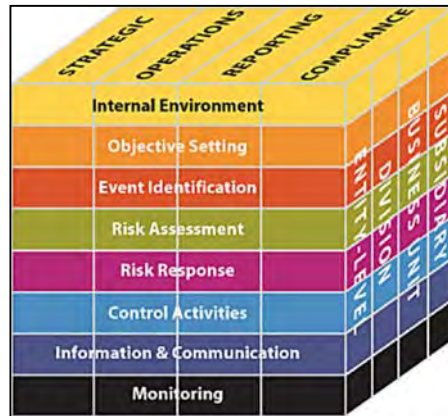 STRATEGIC
OPERATIONS
REPORTING
COMPLIANCE
Internal Environment
Objective Setting
Event Identification
Risk Assessment
Risk Response
Control Activities
Information & Communication
Monitoring
ENTITY-LEVEL
DIVISION
BUSINESS UNIT
SUBSIDIARY